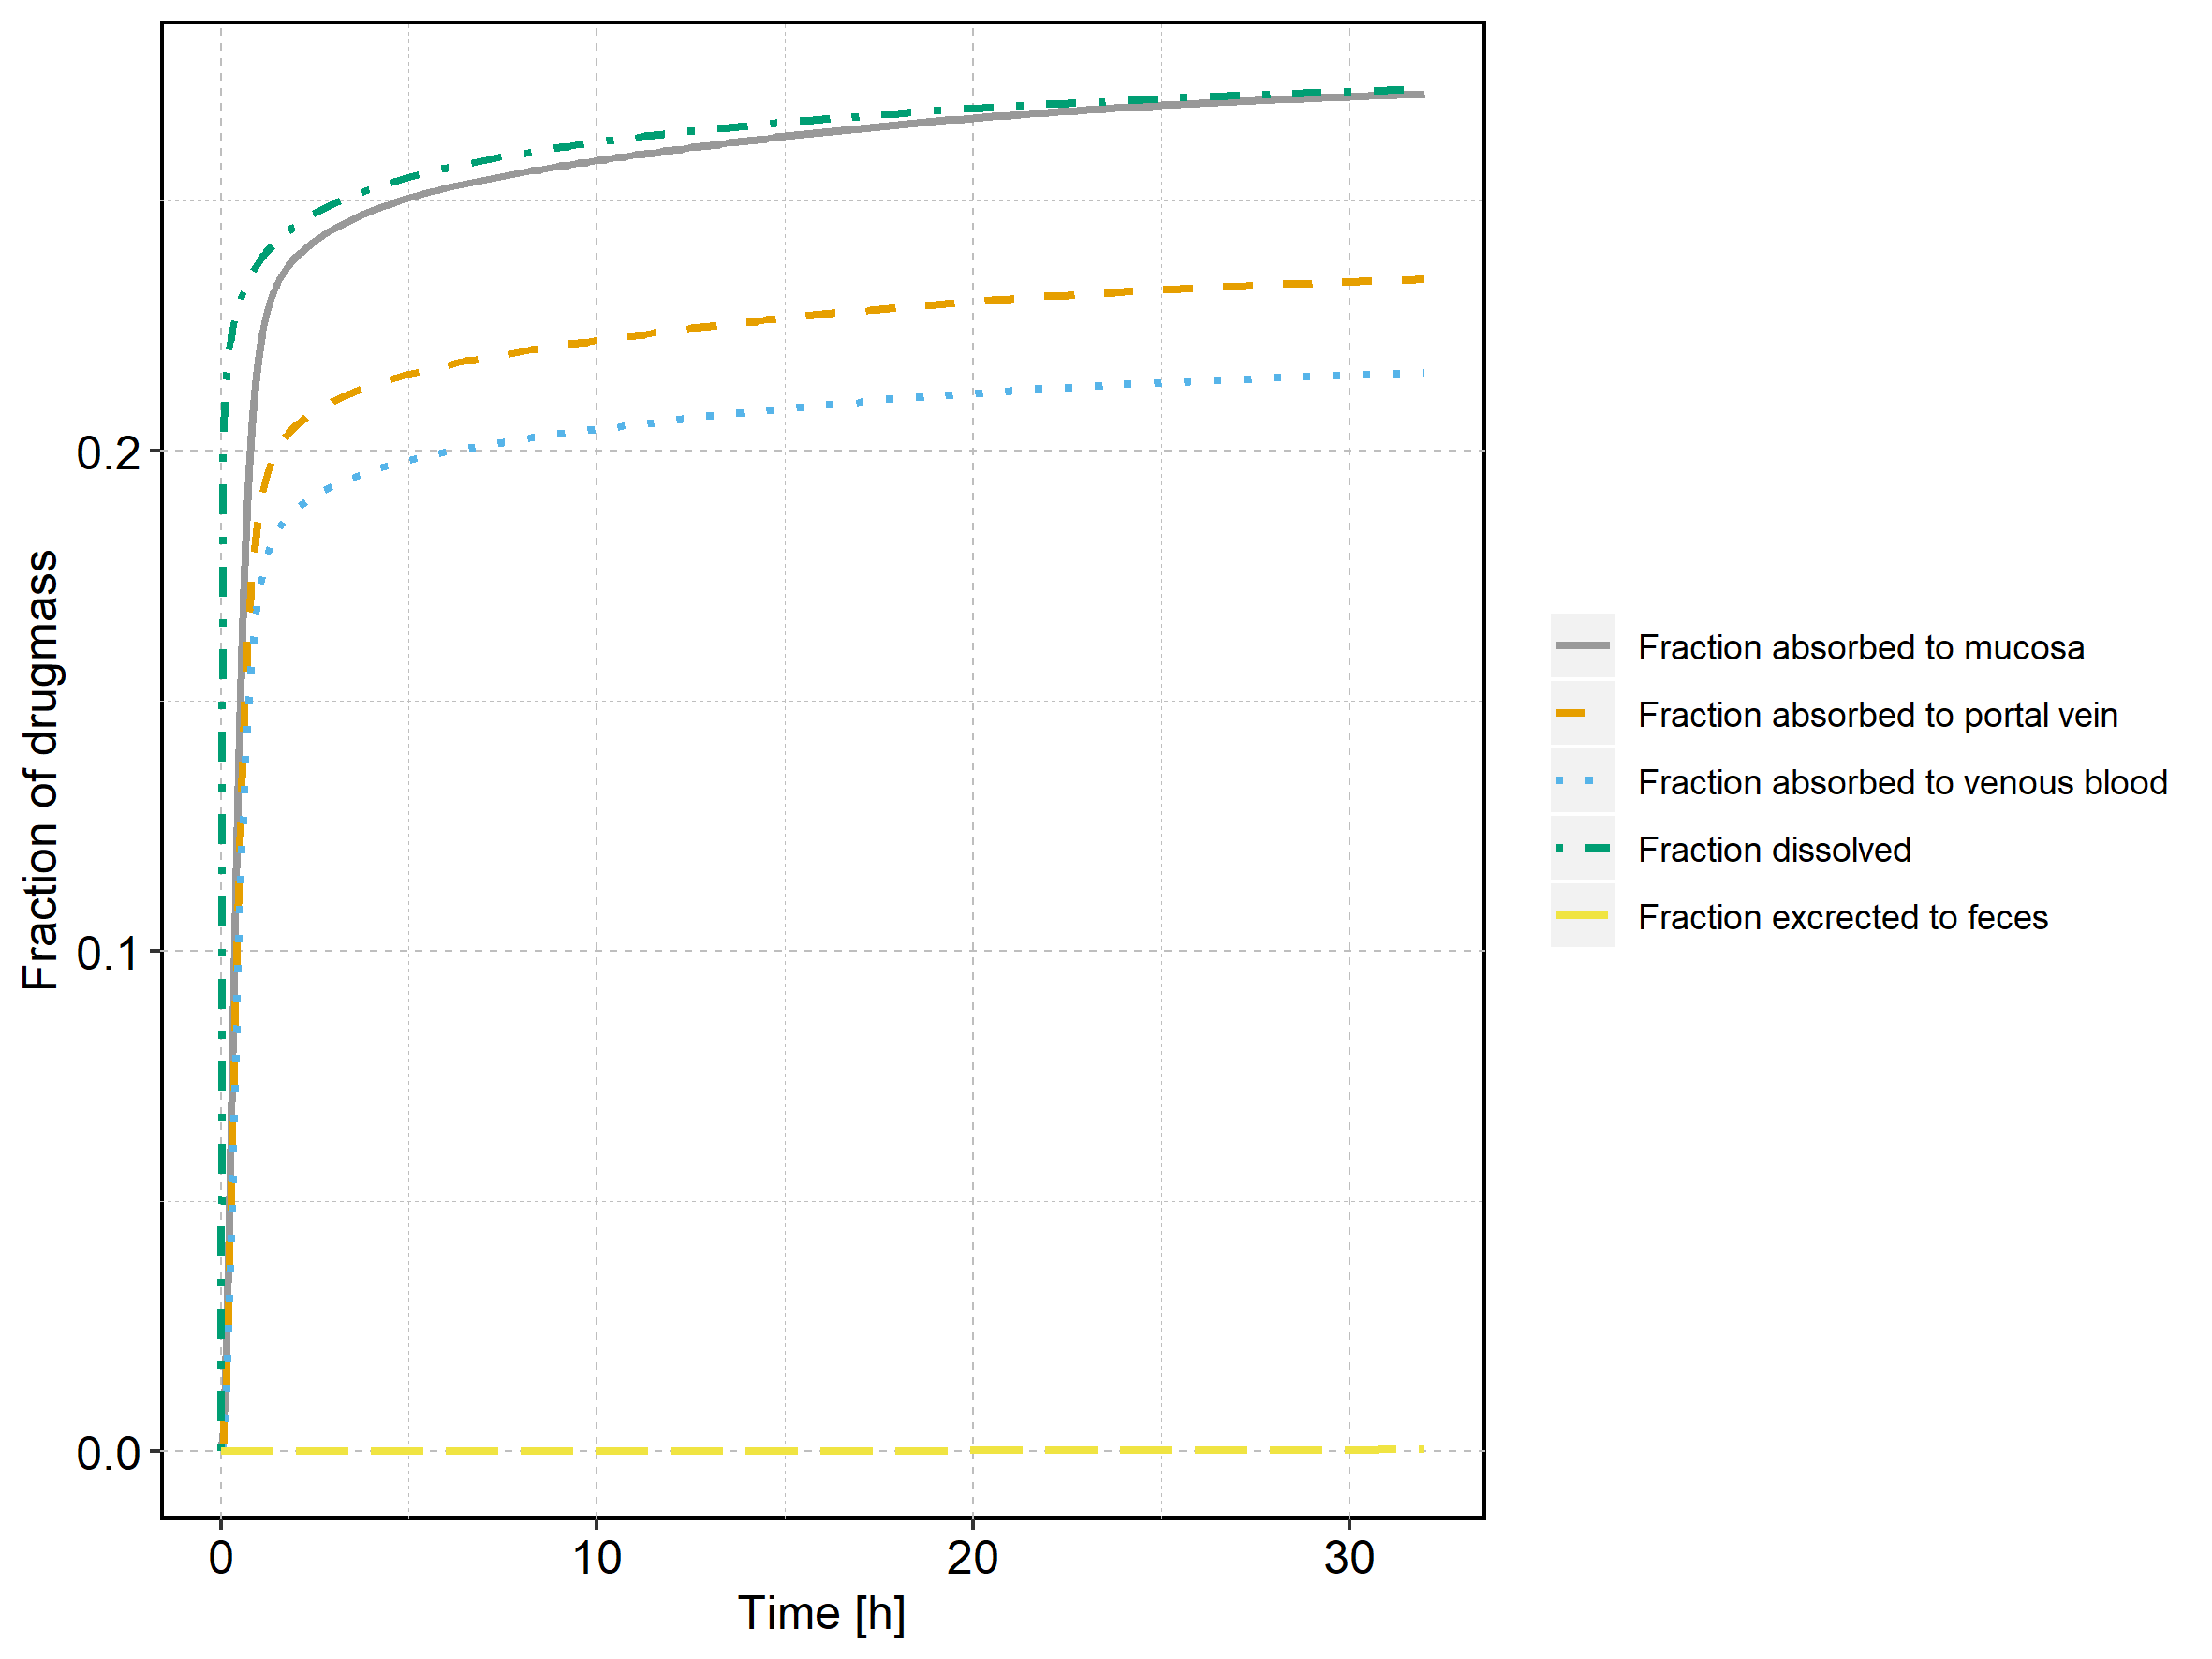 Fraction of drugmass
0.2
0.1
0.0
0 10 20 30
Time [h]
Fraction absorbed to mucosa
Fraction absorbed to portal vein
Fraction absorbed to venous blood
Fraction dissolved
Fraction excrected to feces